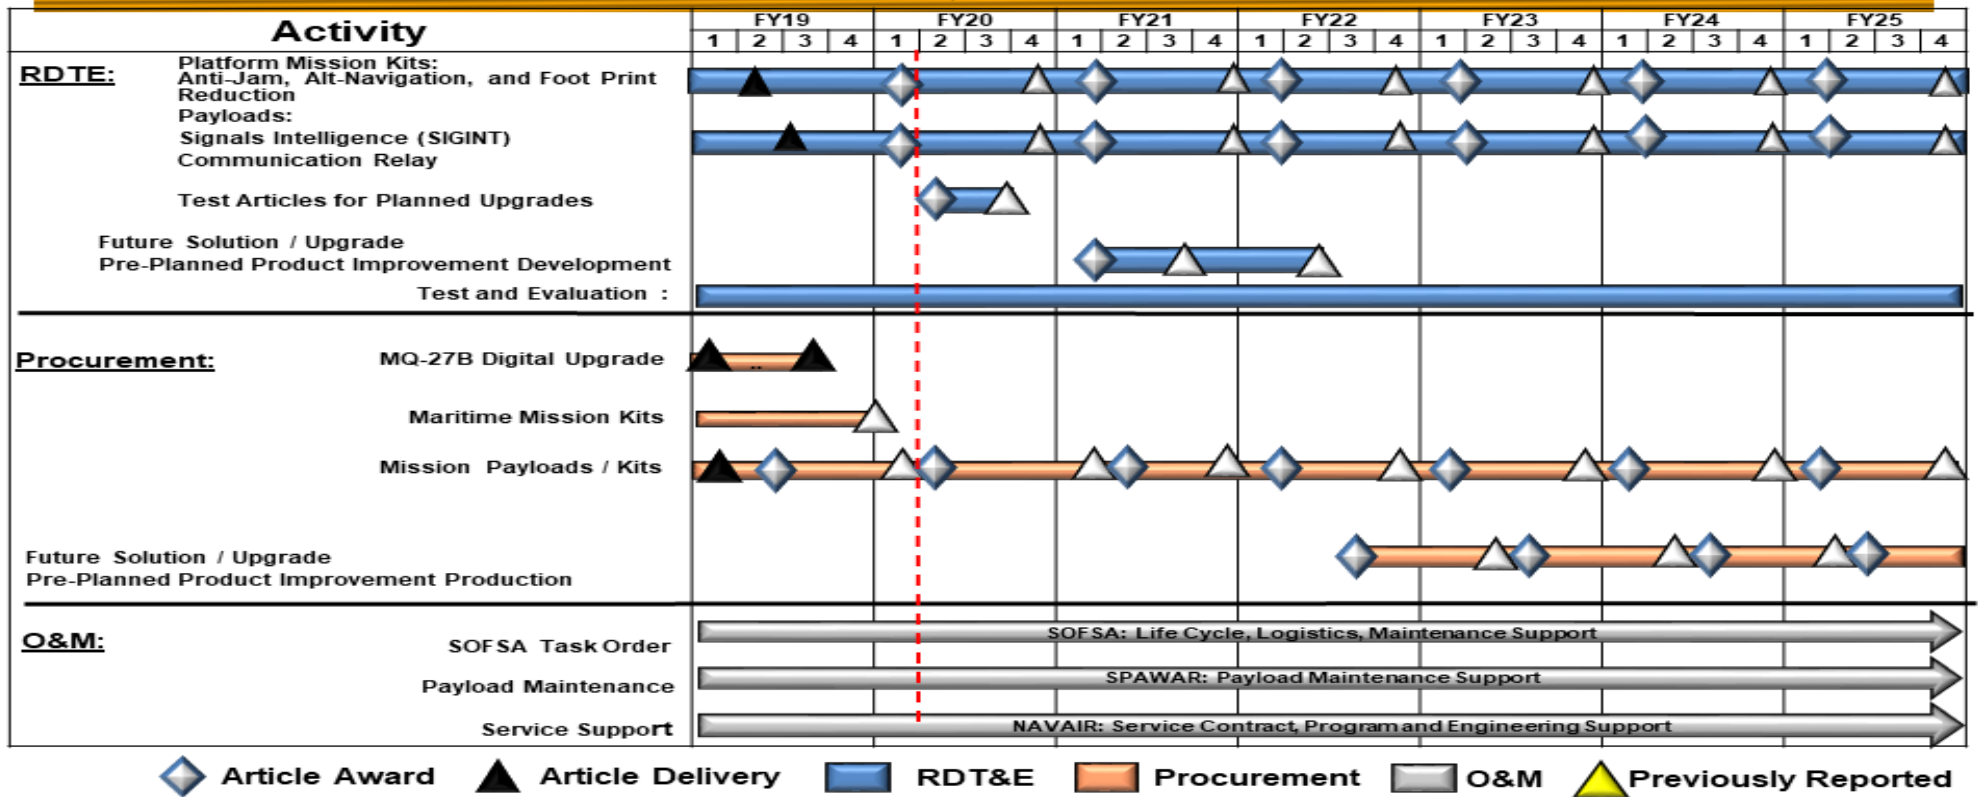 Activity
FY19 FY20 FY21 FY22 FY23 FY24 FY25
1 2 3 4 1 2 3 4 1 2 3 4 1 2 3 4 1 2 3 4 1 2 3 4 1 2 3 4
RDTE:
Platform Mission Kits:
Anti-Jam, Alt-Navigation, and Foot Print
Reduction
Payloads:
Signals Intelligence (SIGINT)
Communication Relay
Test Articles for Planned Upgrades
Future Solution / Upgrade
Pre-Planned Product Improvement Development
Test and Evaluation :
Procurement:
MQ-27B Digital Upgrade
..
Maritime Mission Kits
Mission Payloads / Kits
Future Solution / Upgrade
Pre-Planned Product Improvement Production
O&M:
SOFSA Task Order
SOFSA: Life Cycle, Logistics, Maintenance Support
Payload Maintenance
SPAWAR: Payload Maintenance Support
Service Support
NAVAIR: Service Contract, Program and Engineering Support
Article Award Article Delivery RDT&E Procurement O&M Previously Reported